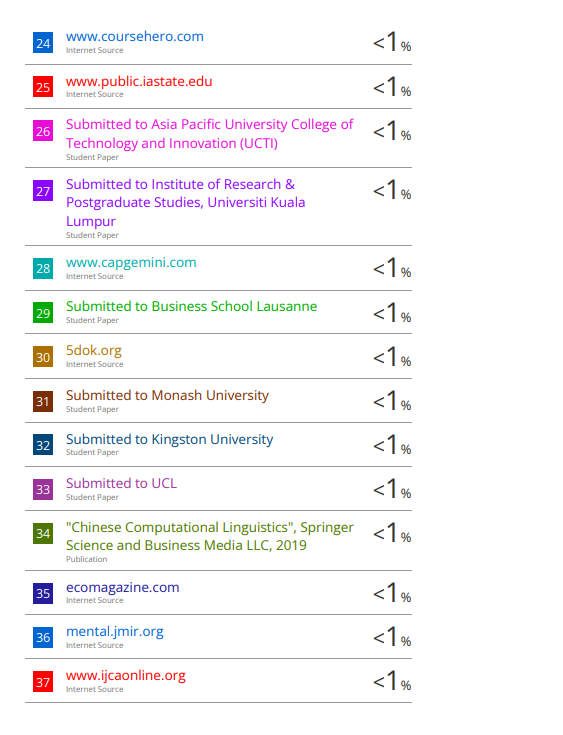 24
www.coursehero.com
Internet Source
<1%
25
www.public.iastate.edu
Internet Source
<1%
26
Submitted to Asia Pacific University College of
Technology and Innovation (UCTI)
Student Paper
<1%
27
Submitted to Institute of Research &
Postgraduate Studies, Universiti Kuala
Lumpur
Student Paper
<1%
28
www.capgemini.com
Internet Source
<1%
29
Submitted to Business School Lausanne
Student Paper
<1%
30
5dok.org
Internet Source
<1%
31
Submitted to Monash University
Student Paper
<1%
32
Submitted to Kingston University
Student Paper
<1%
33
Submitted to UCL
Student Paper
<1%
34
"Chinese Computational Linguistics", Springer
Science and Business Media LLC, 2019
Publication
<1%
35
ecomagazine.com
Internet Source
<1%
36
mental.jmir.org
Internet Source
<1%
37
www.ijcaonline.org
Internet Source
<1%